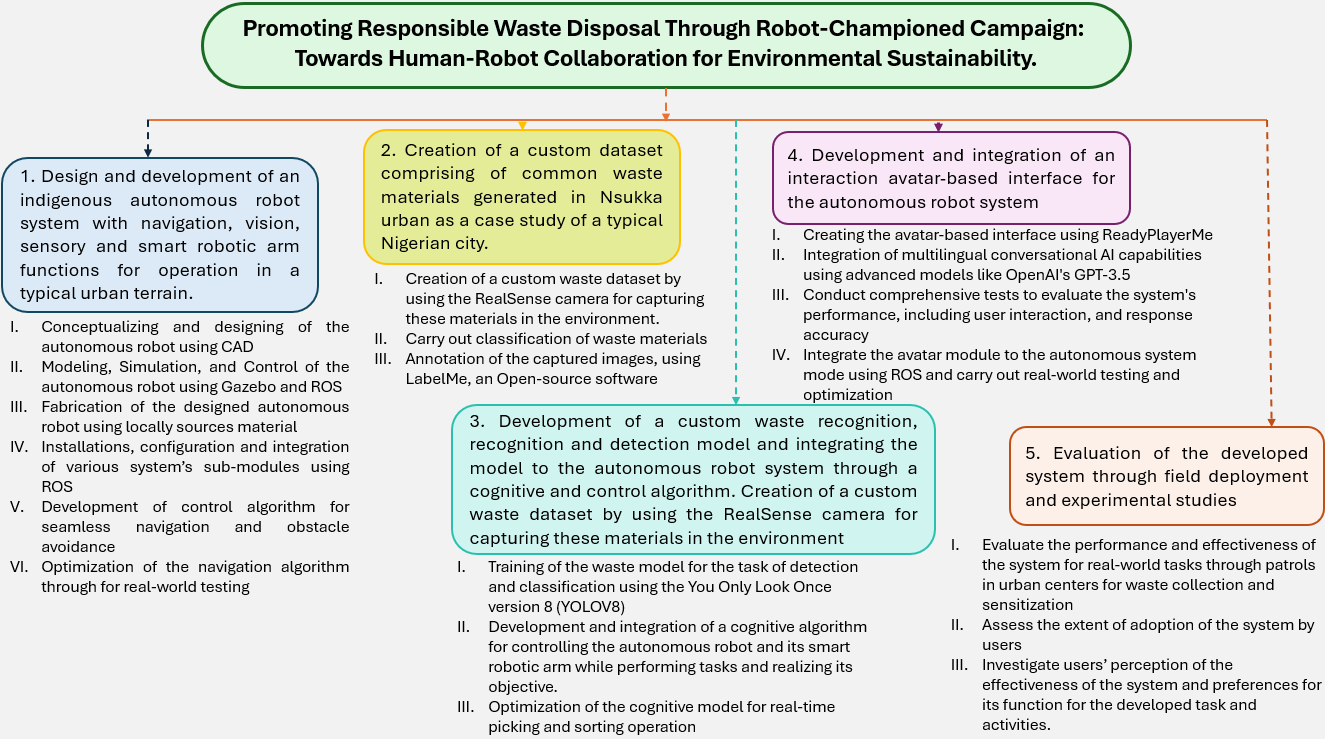 Promoting Responsible Waste Disposal Through Robot-Championed Campaign:
Towards Human-Robot Collaboration for Environmental Sustainability.
1. Design and development of an
indigenous autonomous robot
system with navigation, vision,
sensory and smart robotic arm
functions for operation in a
typical urban terrain.
I. Conceptualizing and designing of the
autonomous robot using CAD
II. Modeling, Simulation, and Control of the
autonomous robot using Gazebo and ROS
III. Fabrication of the designed autonomous
robot using locally sources material
IV. Installations, configuration and integration
of various system's sub-modules using
ROS
V. Development of control algorithm for
seamless navigation and obstacle
avoidance
VI. Optimization of the navigation algorithm
through for real-world testing
2. Creation of a custom dataset
comprising of common waste
materials generated in Nsukka
urban as a case study of a typical
Nigerian city.
I. Creation of a custom waste dataset by
using the RealSense camera for capturing
these materials in the environment.
II. Carry out classification of waste materials
III. Annotation of the captured images, using
LabelMe, an Open-source software
3. Development of a custom waste recognition,
recognition and detection model and integrating the
model to the autonomous robot system through a
cognitive and control algorithm. Creation of a custom
waste dataset by using the RealSense camera for
capturing these materials in the environment
I. Training of the waste model for the task of detection
and classification using the You Only Look Once
version 8 (YOLOV8)
II. Development and integration of a cognitive algorithm
for controlling the autonomous robot and its smart
robotic arm while performing tasks and realizing its
objective.
III. Optimization of the cognitive model for real-time
picking and sorting operation
4. Development and integration of an
interaction avatar-based interface for
the autonomous robot system
I. Creating the avatar-based interface using ReadyPlayerMe
II. Integration of multilingual conversational AI capabilities
using advanced models like OpenAI's GPT-3.5
III. Conduct comprehensive tests to evaluate the system's
performance, including user interaction, and response
accuracy
IV. Integrate the avatar module to the autonomous system
mode using ROS and carry out real-world testing and
optimization
5. Evaluation of the developed
system through field deployment
and experimental studies
I. Evaluate the performance and effectiveness of
the system for real-world tasks through patrols
in urban centers for waste collection and
sensitization
II. Assess the extent of adoption of the system by
users
III. Investigate users' perception of the
effectiveness of the system and preferences for
its function for the developed task and
activities.